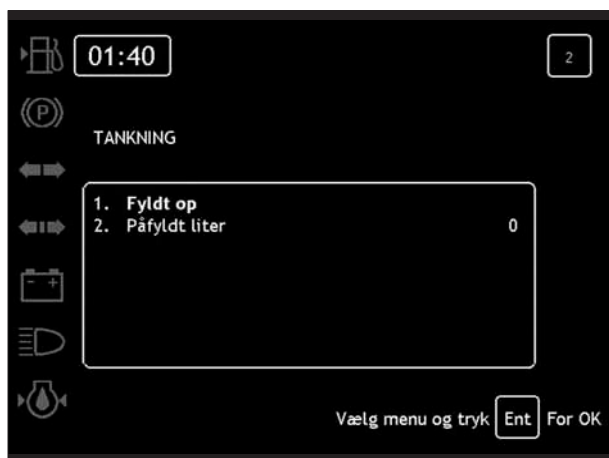 01:40
2
(P)
TANKNING
1. Fyldt op
2. Påfyldt liter 0
- +
Vælg menu og tryk Ent For OK